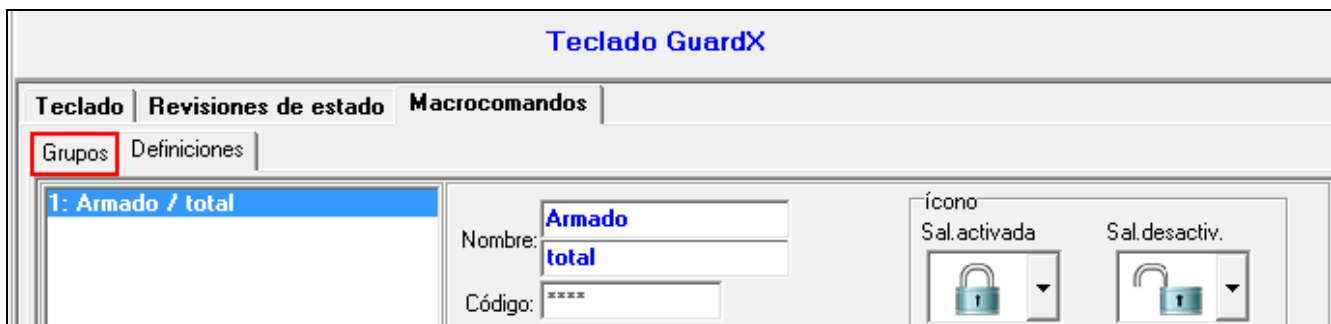 Teclado GuardX
Teclado Revisiones de estado Macrocomandos
Grupos Definiciones
1: Armado / total
Nombre: Armado
total
Código: ****
ícono
Sal.activada Sal.desactiv.